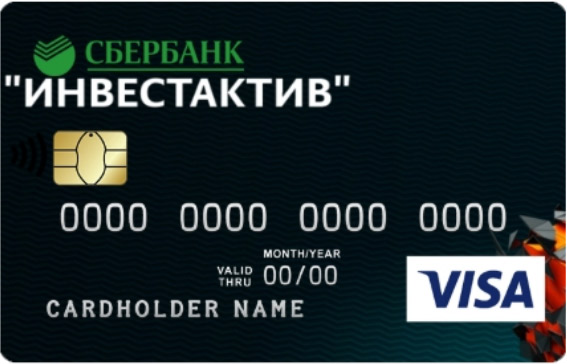 СБЕРБАНК
"ИНВЕСТАКТИВ"
0000 0000 0000 0000
MONTH/YEAR
VALID THRU 00/00
CARDHOLDER NAME
VISA